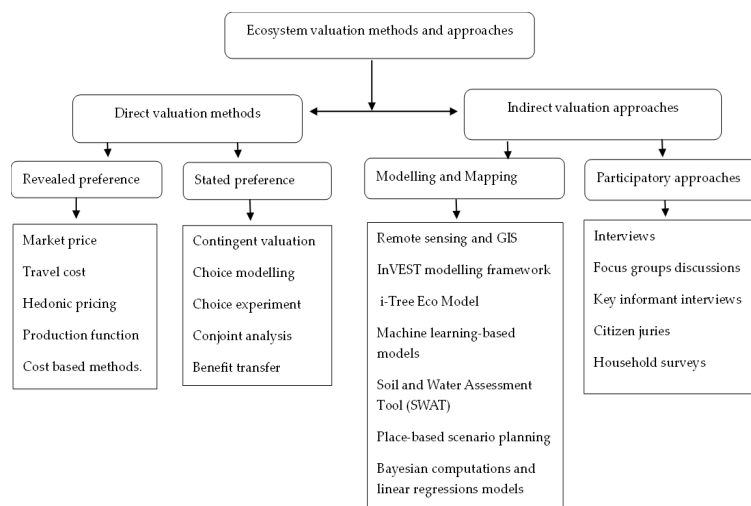 Ecosystem valuation methods and approaches
Direct valuation methods
Indirect valuation approaches
Revealed preference
Stated preference
Modelling and Mapping
Participatory approaches
Market price
Travel cost
Hedonic pricing
Production function
Cost based methods.
Contingent valuation
Choice modelling
Choice experiment
Conjoint analysis
Benefit transfer
Remote sensing and GIS
InVEST modelling framework
i-Tree Eco Model
Machine learning-based
models
Soil and Water Assessment
Tool (SWAT)
Place-based scenario planning
Bayesian computations and
linear regressions models
Interviews
Focus groups discussions
Key informant interviews
Citizen juries
Household surveys